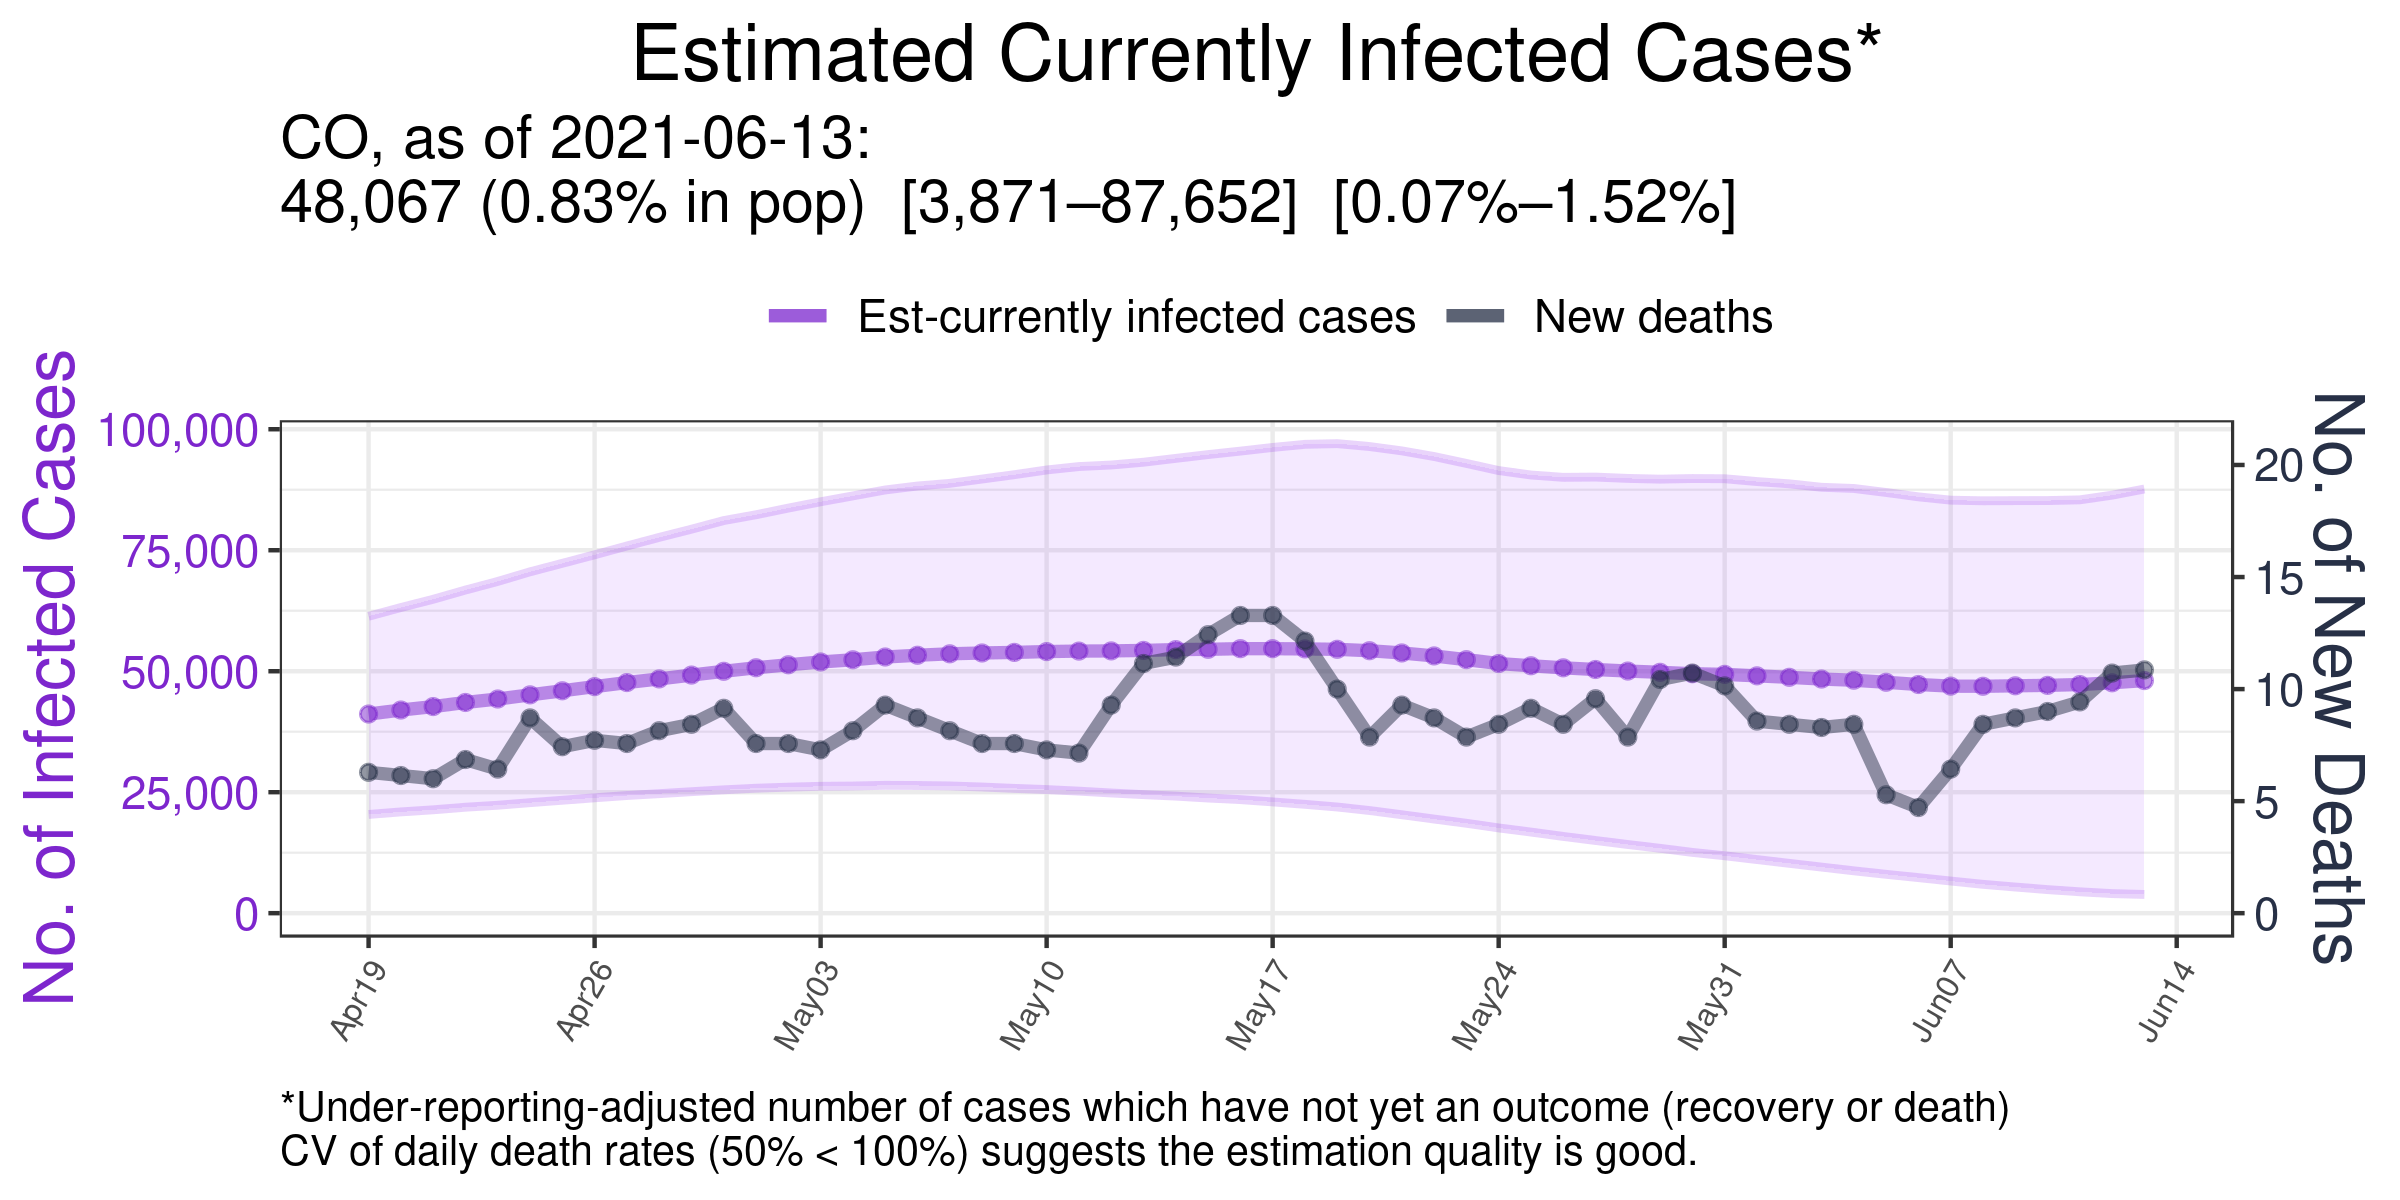 Estimated Currently Infected Cases*
CO, as of 2021-06-13:
48,067 (0.83% in pop)  [3,871–87,652]  [0.07%–1.52%]
Est-currently infected cases
New deaths
No. of Infected Cases
100,000
75,000
50,000
25,000
0
No. of New Deaths
20
15
10
5
0
Apr19
Apr26
May03
May10
May17
May24
May31
Jun07
Jun14
*Under-reporting-adjusted number of cases which have not yet an outcome (recovery or death)
CV of daily death rates (50% < 100%) suggests the estimation quality is good.